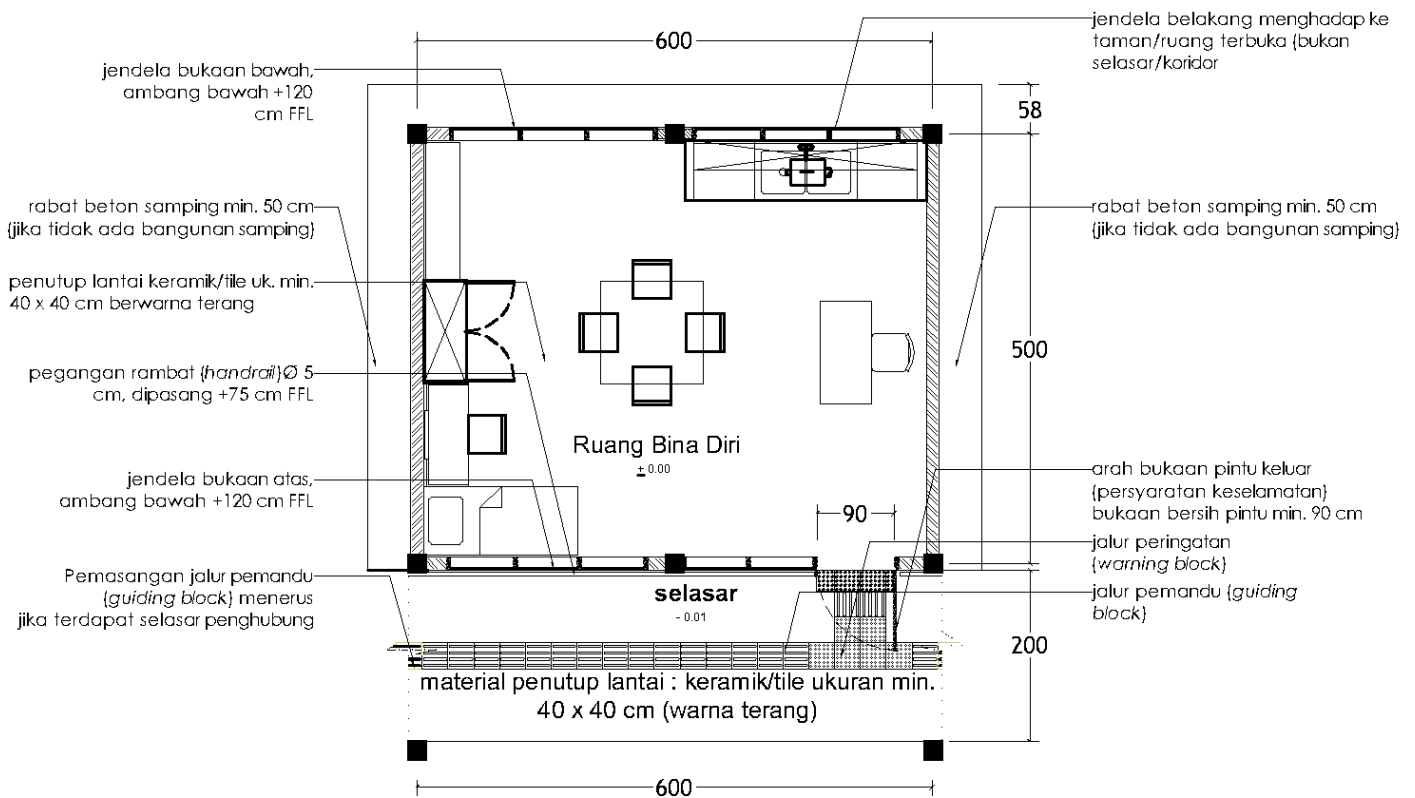 600
jendela belakang menghadap ke
taman/ruang terbuka (bukan
selasar/koridor
jendela bukaan bawah,
ambang bawah +120
cm FFL
58
rabat beton samping min. 50 cm
(jika tidak ada bangunan samping)
rabat beton samping min. 50 cm
(jika tidak ada bangunan samping)
penutup lantai keramik/tile uk. min.
40 x 40 cm berwarna terang
500
pegangan rambat (handrail)Ø 5
cm, dipasang +75 cm FFL
Ruang Bina Diri
± 0.00
jendela bukaan atas,
ambang bawah +120 cm FFL
90
arah bukaan pintu keluar
(persyaratan keselamatan)
bukaan bersih pintu min. 90 cm
jalur peringatan
(warning block)
jalur pemandu (guiding
block)
Pemasangan jalur pemandu
(guiding block) menerus
jika terdapat selasar penghubung
selasar
- 0.01
200
material penutup lantai : keramik/tile ukuran min.
40 x 40 cm (warna terang)
600